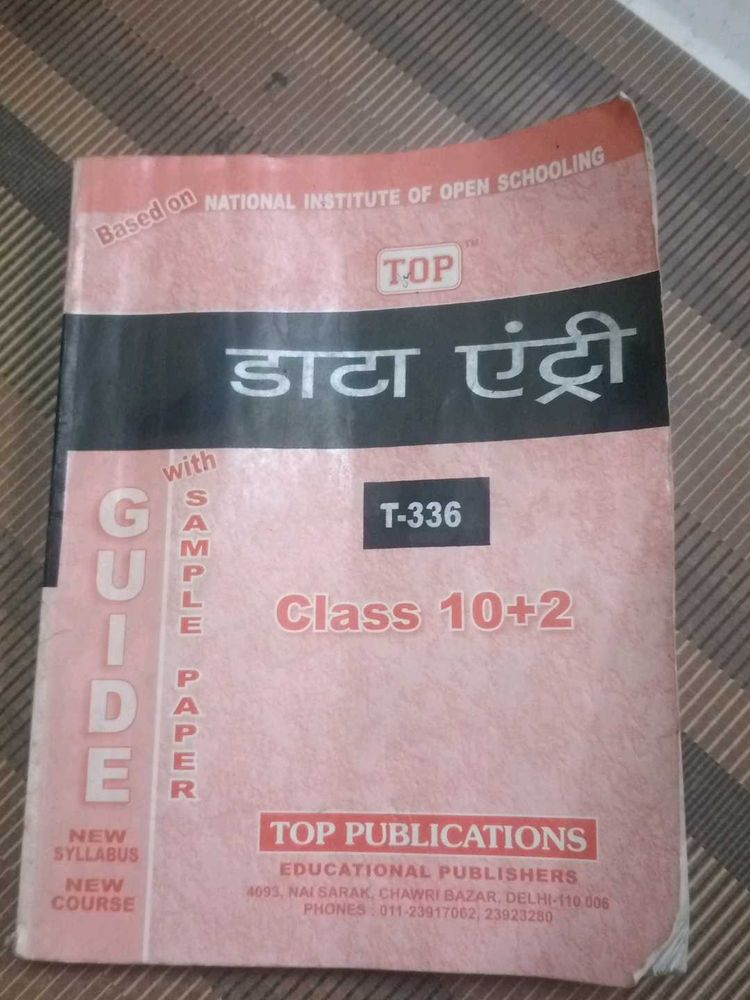 Based on NATIONAL INSTITUTE OF OPEN SCHOOLING
TOP™
डाटा एंट्री
with
SAMPLE PAPER
GUIDE
T-336
Class 10+2
NEW
SYLLABUS
NEW
COURSE
TOP PUBLICATIONS
EDUCATIONAL PUBLISHERS
4093, NAI SARAK, CHAWRI BAZAR, DELHI-110 006
PHONES : 011-23917062, 23923280